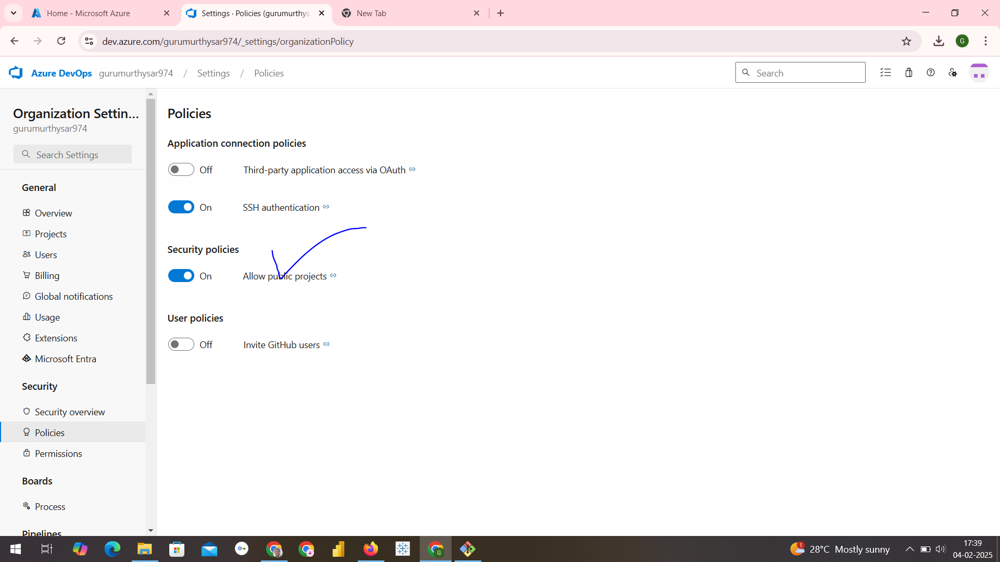 Home - Microsoft Azure
Settings · Policies (gurumurthys
New Tab
dev.azure.com/gurumurthysar974/_settings/organizationPolicy
G
Azure DevOps gurumurthysar974 / Settings / Policies
Search
Organization Settin...
gurumurthysar974
Search Settings
General
Overview
Projects
Users
Billing
Global notifications
Usage
Extensions
Microsoft Entra
Security
Security overview
Policies
Permissions
Boards
Process
Pipelines
Policies
Application connection policies
Off Third-party application access via OAuth
On SSH authentication
Security policies
On Allow public projects
User policies
Off Invite GitHub users
G
1
28°C Mostly sunny
17:39
04-02-2025